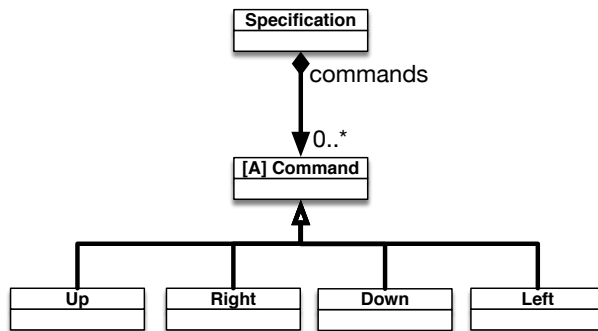 Specification
commands
0..*
[A] Command
Up
Right
Down
Left